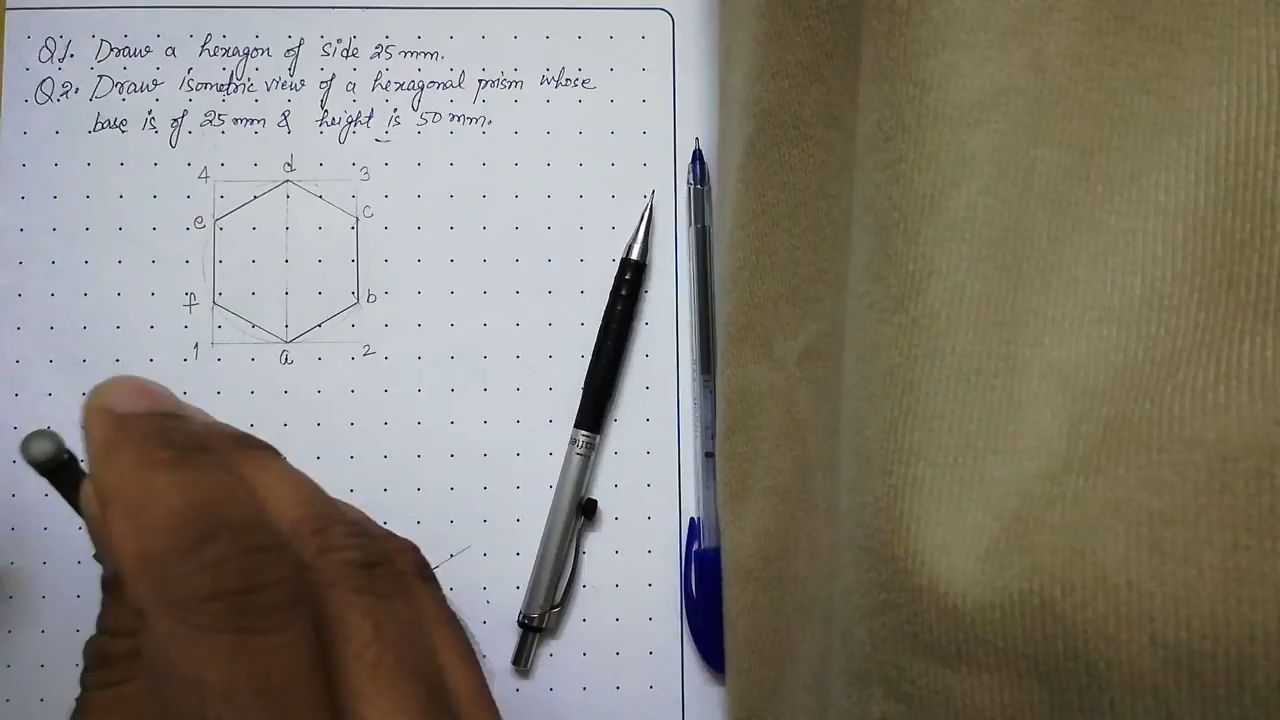 Q1. Draw a hexagon of side 25 mm.
Q2. Draw isometric view of a hexagonal prism whose
base is of 25 mm & height is 50 mm.
4 d 3
e c
f b
1 a 2